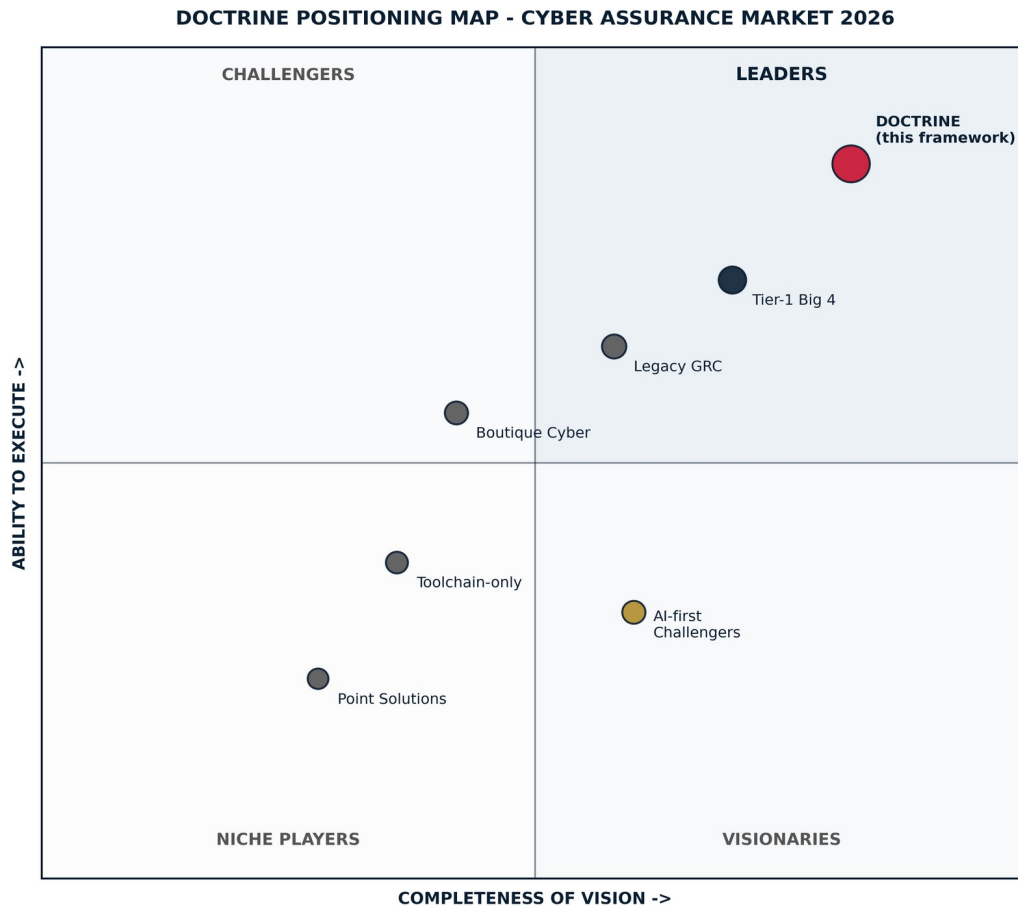 DOCTRINE POSITIONING MAP - CYBER ASSURANCE MARKET 2026
CHALLENGERS
LEADERS
DOCTRINE
(this framework)
Tier-1 Big 4
Legacy GRC
Boutique Cyber
ABILITY TO EXECUTE ->
Toolchain-only
AI-first
Challengers
Point Solutions
NICHE PLAYERS
VISIONARIES
COMPLETENESS OF VISION ->